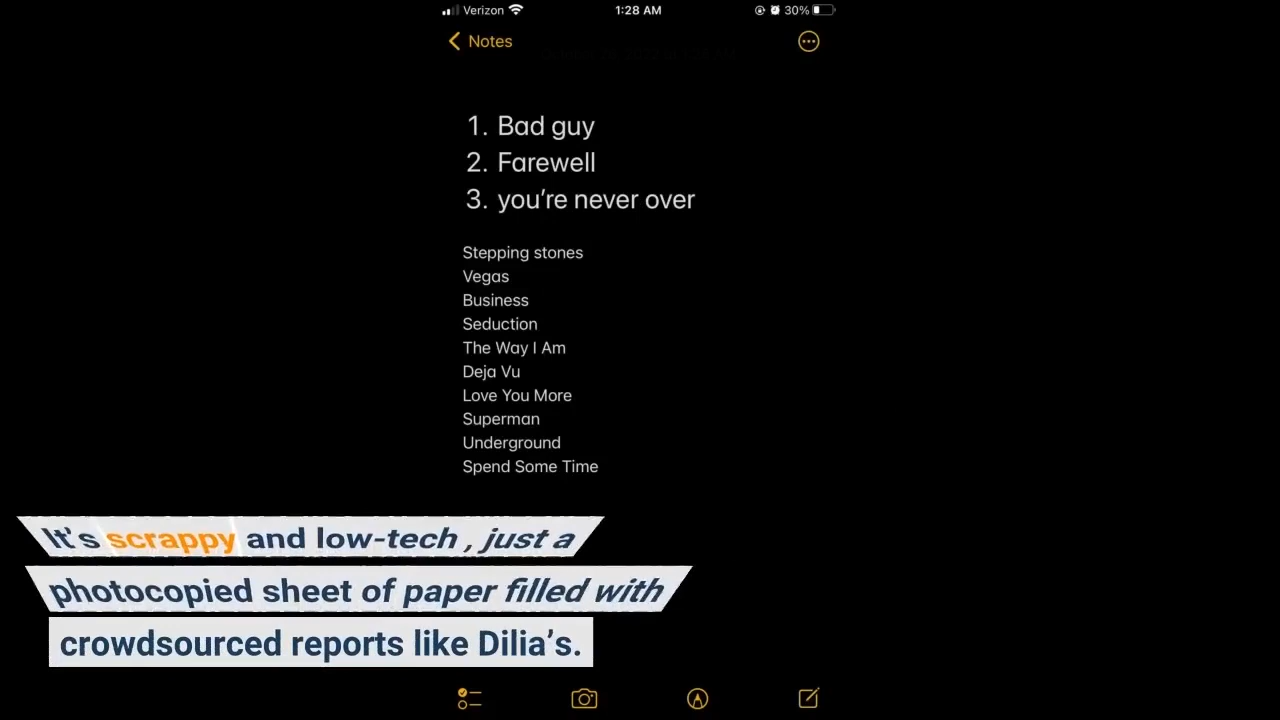 Verizon 1:28 AM 30%
Notes
1. Bad guy
2. Farewell
3. you're never over
Stepping stones
Vegas
Business
Seduction
The Way I Am
Deja Vu
Love You More
Superman
Underground
Spend Some Time
It's scrappy and low-tech , just a
photocopied sheet of paper filled with
crowdsourced reports like Dilia’s.